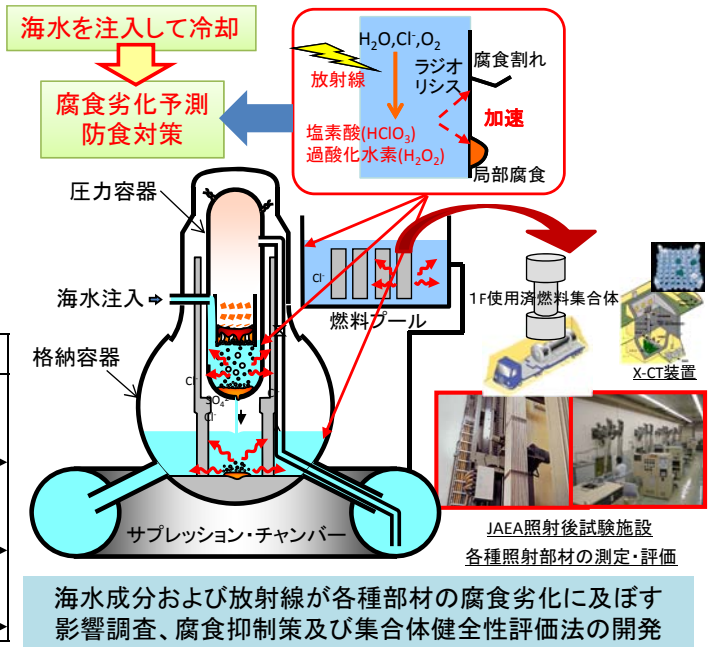 海水を注入して冷却
腐食劣化予測
防食対策
H₂O,Cl⁻,O₂
放射線
ラジオ
リシス
腐食割れ
加速
塩素酸(HClO₃)
過酸化水素(H₂O₂)
局部腐食
圧力容器
海水注入
格納容器
Cl⁻
燃料プール
1F使用済燃料集合体
X-CT装置
Cl⁻
SO₄
Cl⁻
サプレッション・チャンバー
JAEA照射後試験施設
各種照射部材の測定・評価
海水成分および放射線が各種部材の腐食劣化に及ぼす
影響調査、腐食抑制策及び集合体健全性評価法の開発